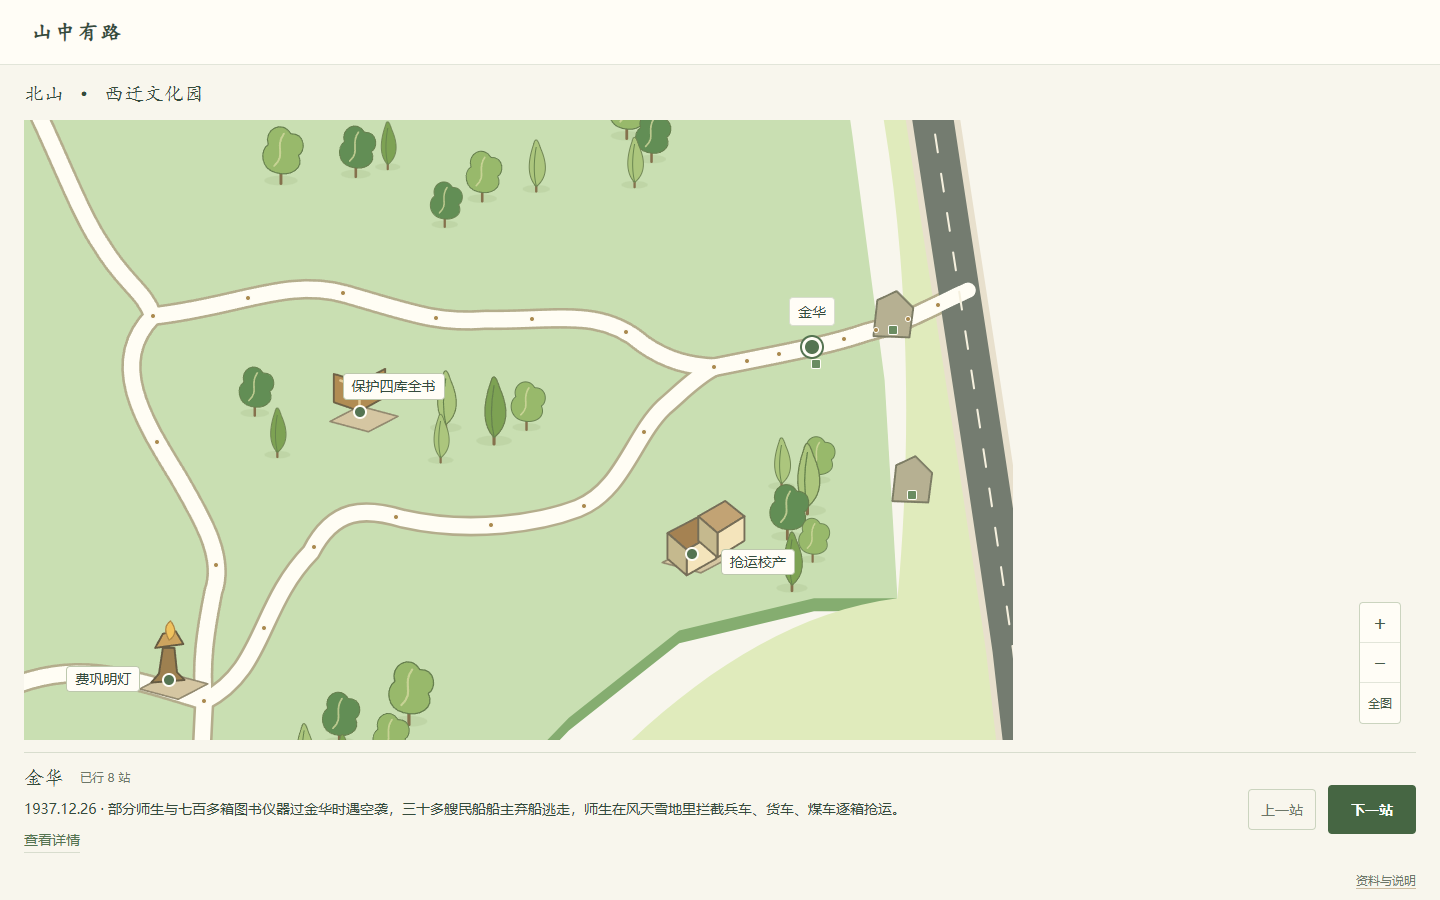 山中有路
北山 • 西迁文化园
金华
保护四库全书
抢运校产
费巩明灯
+
−
全图
金华 已行 8 站
1937.12.26 · 部分师生与七百多箱图书仪器过金华时遇空袭，三十多艘民船船主弃船逃走，师生在风天雪地里拦截兵车、货车、煤车逐箱抢运。
查看详情
上一站
下一站
资料与说明